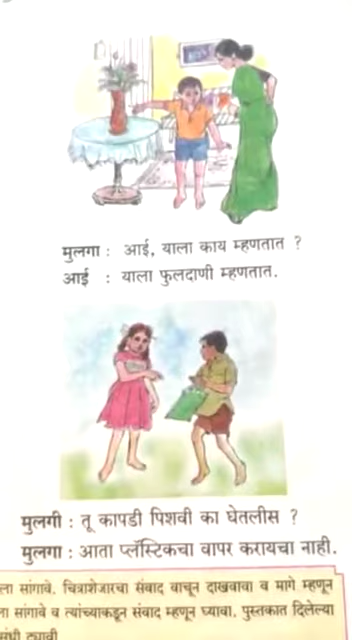 मुलगा : आई, याला काय म्हणतात ?
आई : याला फुलदाणी म्हणतात.
मुलगी : तू कापडी पिशवी का घेतलीस ?
मुलगा : आता प्लॅस्टिकचा वापर करायचा नाही.
ला सांगावे. चित्राशेजारचा संवाद वाचून दाखवावा व मागे म्हणून
ना सांगावे व त्यांच्याकडून संवाद म्हणून घ्यावा. पुस्तकात दिलेल्या
संधी द्यावी